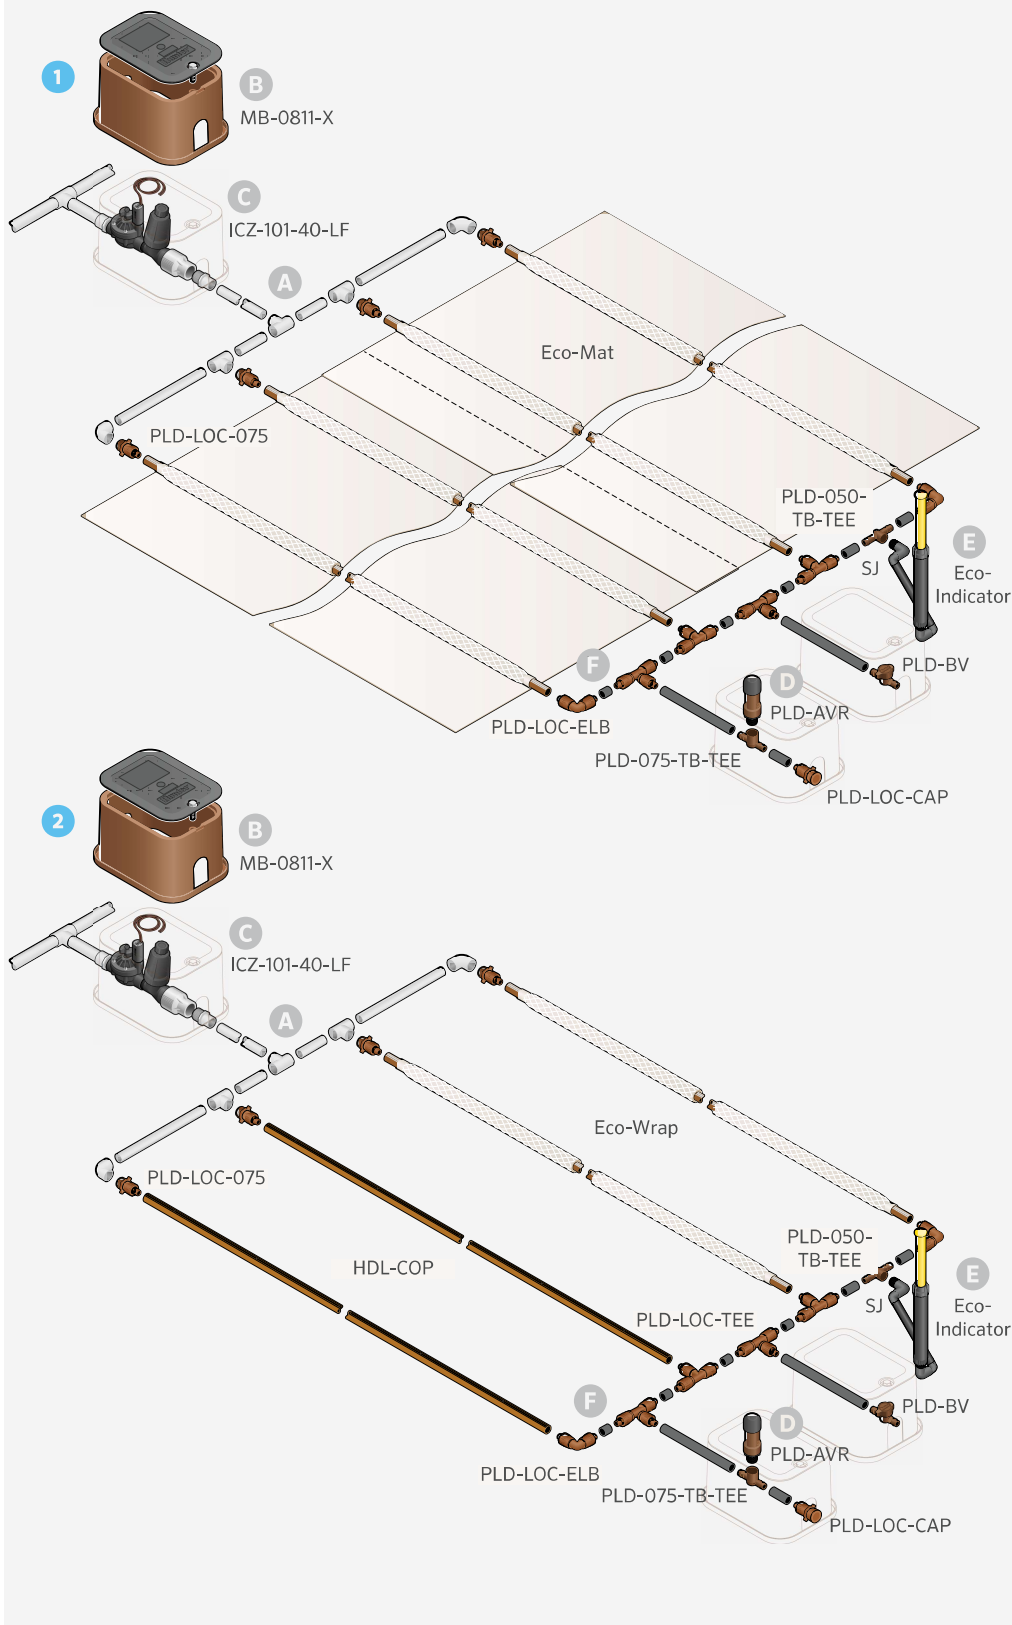 1
B
MB-0811-X
C
ICZ-101-40-LF
A
Eco-Mat
PLD-LOC-075
PLD-050-
TB-TEE
E
SJ
Eco-
Indicator
F
PLD-BV
D
PLD-AVR
PLD-LOC-ELB
PLD-075-TB-TEE
PLD-LOC-CAP
2
B
MB-0811-X
C
ICZ-101-40-LF
A
Eco-Wrap
PLD-LOC-075
PLD-050-
TB-TEE
HDL-COP
E
SJ
Eco-
Indicator
PLD-LOC-TEE
F
PLD-BV
D
PLD-AVR
PLD-LOC-ELB
PLD-075-TB-TEE
PLD-LOC-CAP